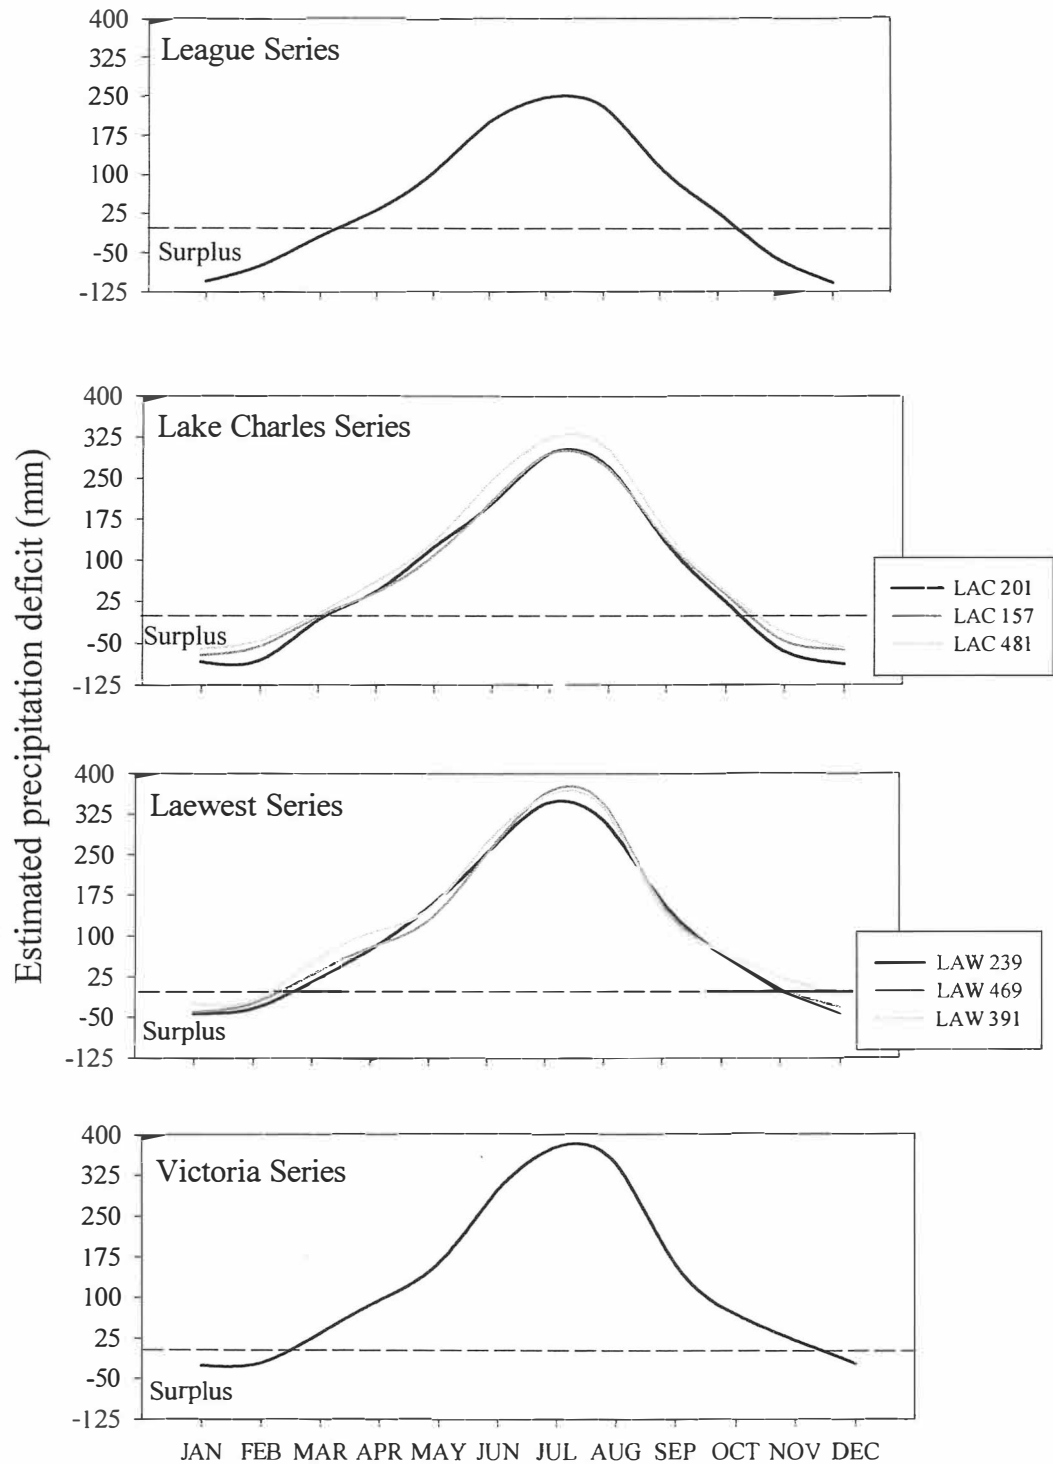 Estimated precipitation deficit (mm)
400
325
250
175
100
25
-50
-125
League Series
Surplus
400
325
250
175
100
25
-50
-125
Lake Charles Series
Surplus
LAC 201
LAC 157
LAC 481
400
325
250
175
100
25
-50
-125
Laewest Series
Surplus
LAW 239
LAW 469
LAW 391
400
325
250
175
100
25
-50
-125
Victoria Series
Surplus
JAN FEB MAR APR MAY JUN JUL AUG SEP OCT NOV DEC